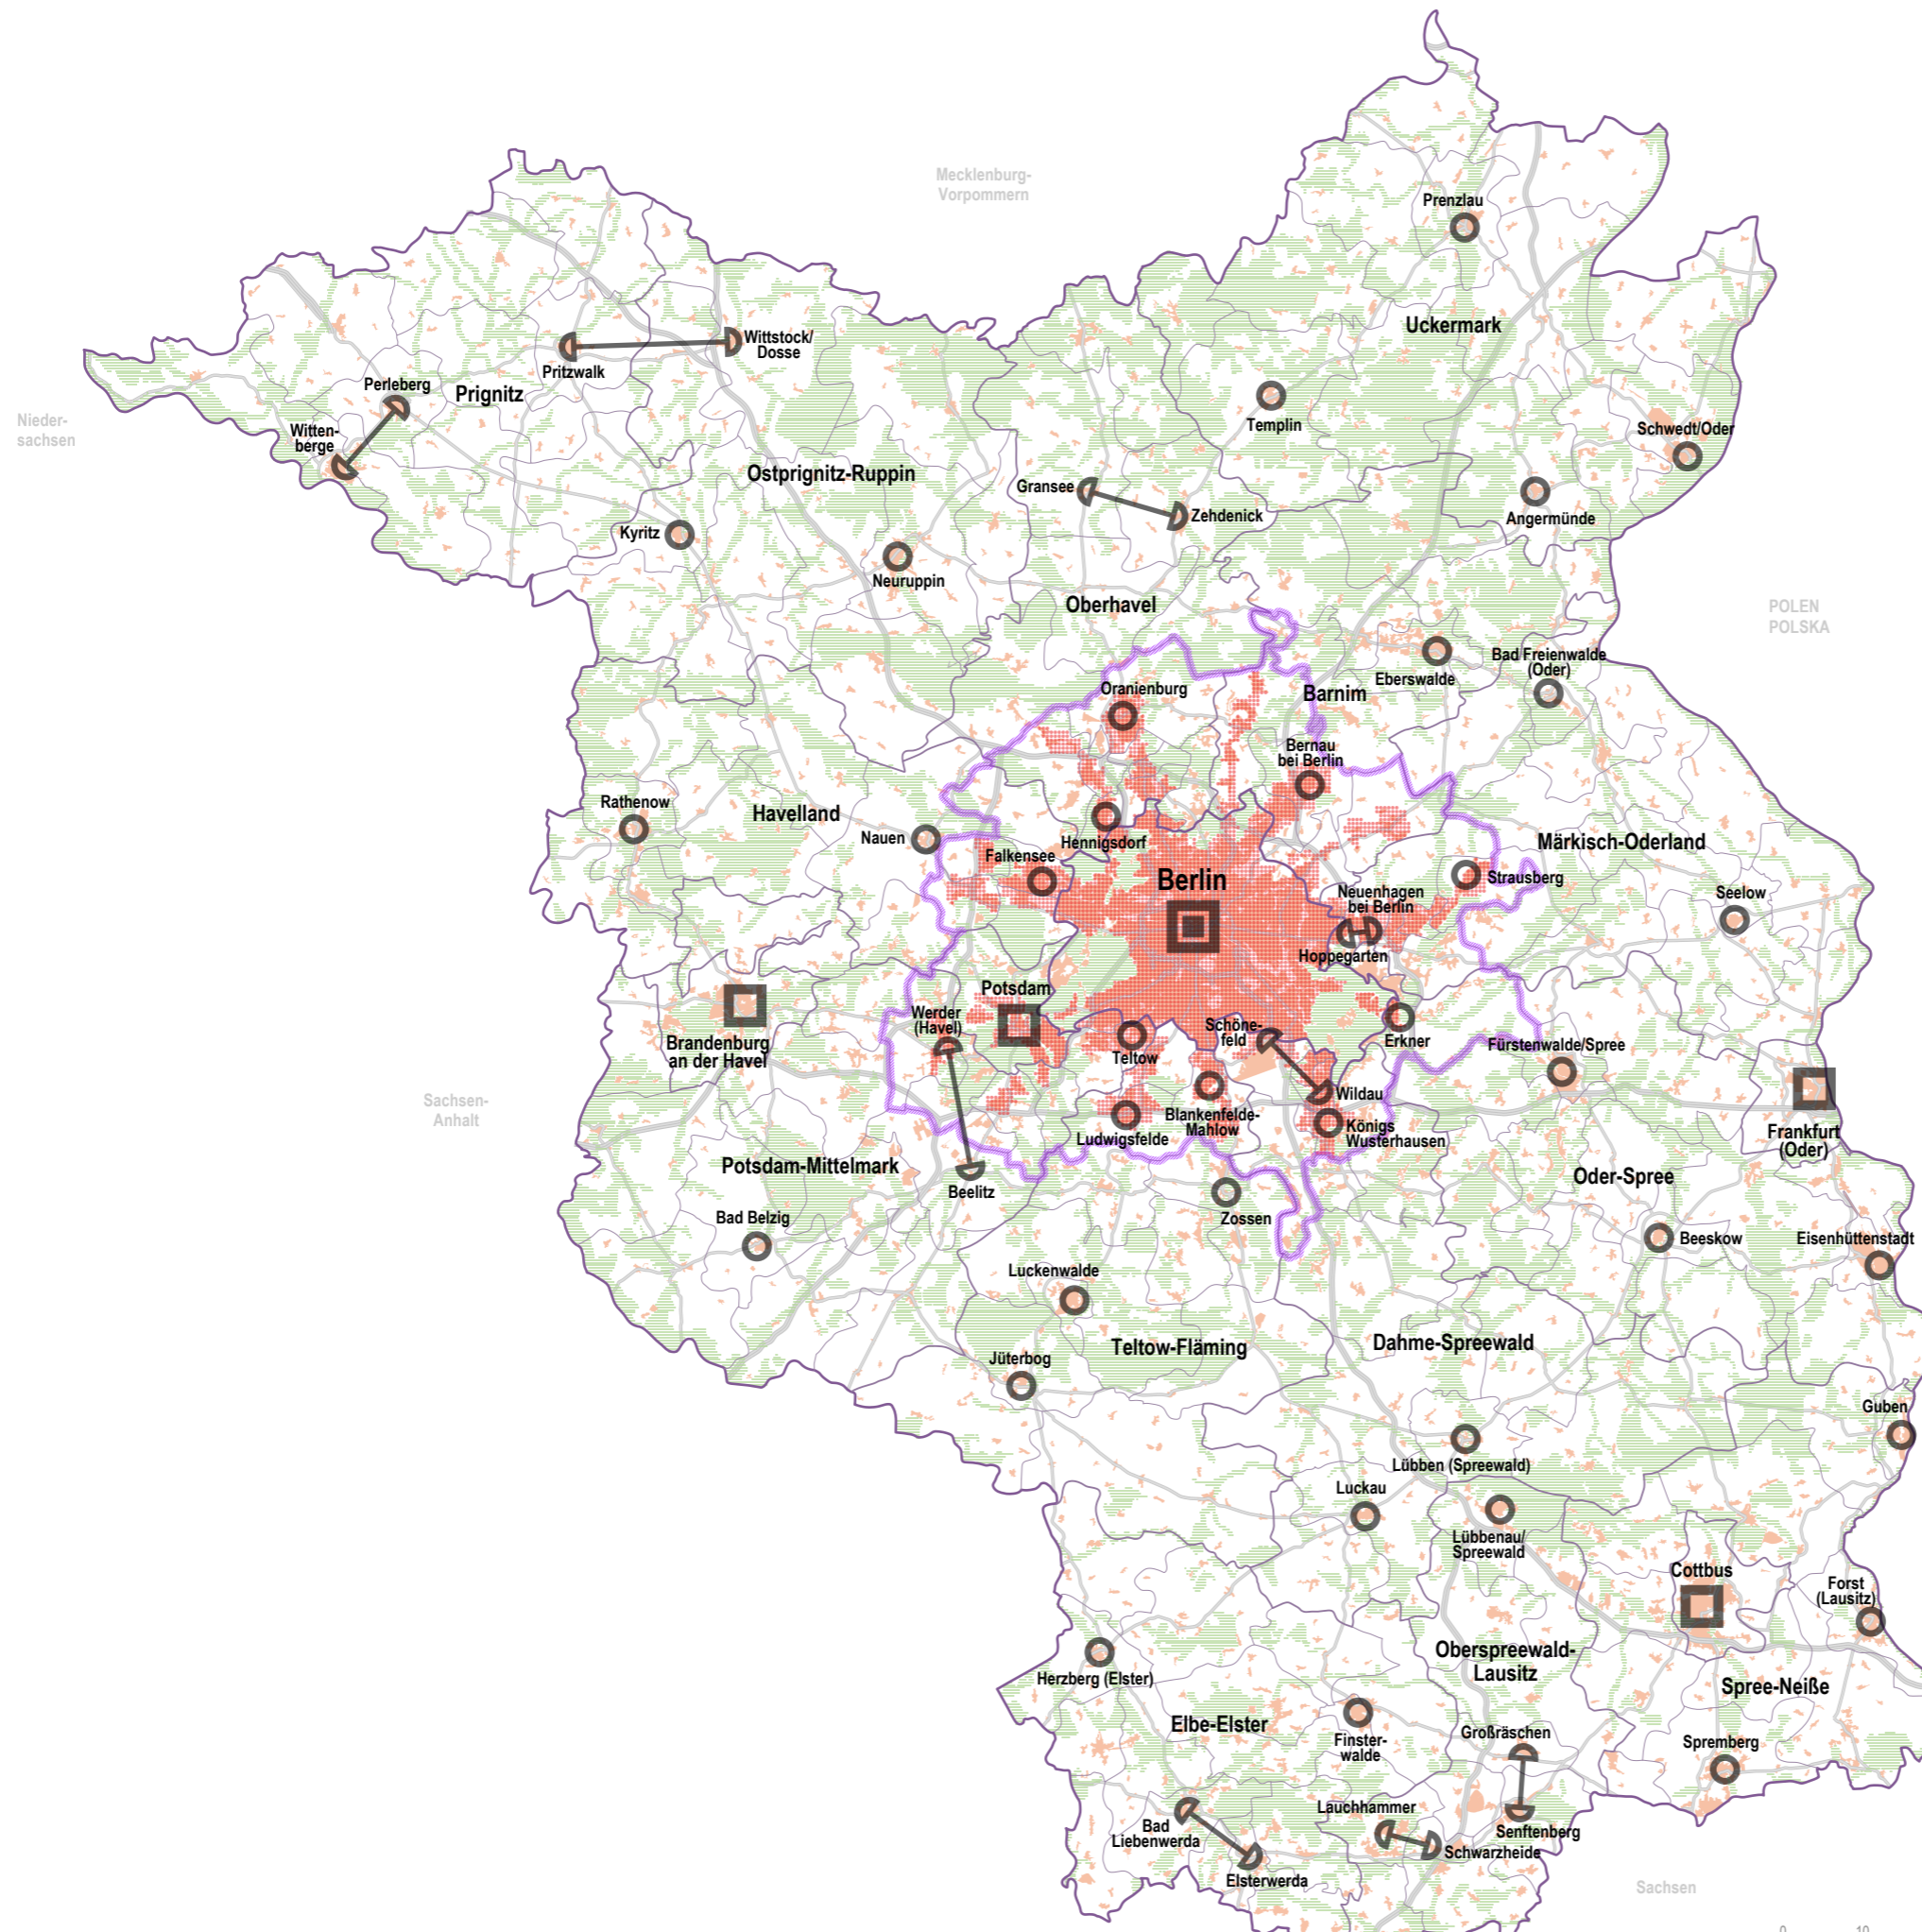 Mecklenburg-
Vorpommern
Prenzlau
Uckermark
Wittstock/
Dosse
Pritzwalk
Perleberg
Prignitz
Nieder-
sachsen
Witten-
berge
Templin
Schwedt/Oder
Ostprignitz-Ruppin
Gransee
Zehdenick
Angermünde
Kyritz
Neuruppin
Oberhavel
POLEN
POLSKA
Bad Freienwalde
(Oder)
Eberswalde
Oranienburg
Barnim
Bernau
bei Berlin
Rathenow
Havelland
Nauen
Hennigsdorf
Falkensee
Märkisch-Oderland
Berlin
Strausberg
Neuenhagen
bei Berlin
Seelow
Hoppegarten
Potsdam
Werder
(Havel)
Brandenburg
an der Havel
Teltow
Schöne-
feld
Erkner
Fürstenwalde/Spree
Sachsen-
Anhalt
Wildau
Blankenfelde-
Mahlow
Königs
Wusterhausen
Ludwigsfelde
Frankfurt
(Oder)
Potsdam-Mittelmark
Beelitz
Oder-Spree
Bad Belzig
Zossen
Beeskow
Eisenhüttenstadt
Luckenwalde
Teltow-Fläming
Dahme-Spreewald
Jüterbog
Guben
Lübben (Spreewald)
Luckau
Lübbenau/
Spreewald
Cottbus
Forst
(Lausitz)
Herzberg (Elster)
Oberspreewald-
Lausitz
Spree-Neiße
Elbe-Elster
Finster-
walde
Großräschen
Spremberg
Lauchhammer
Bad
Liebenwerda
Senftenberg
Schwarzheide
Elsterwerda
Sachsen
0 10